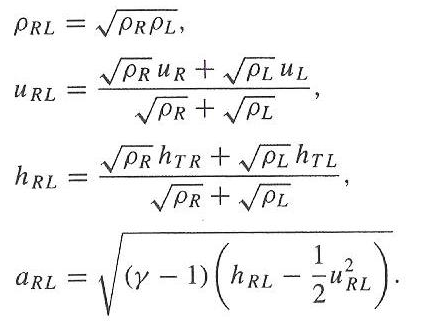 ρ_RL = √(ρ_R ρ_L),
u_RL = (√ρ_R u_R + √ρ_L u_L) / (√ρ_R + √ρ_L),
h_RL = (√ρ_R h_TR + √ρ_L h_TL) / (√ρ_R + √ρ_L),
a_RL = √((γ − 1)(h_RL − 1/2 u²_RL)).